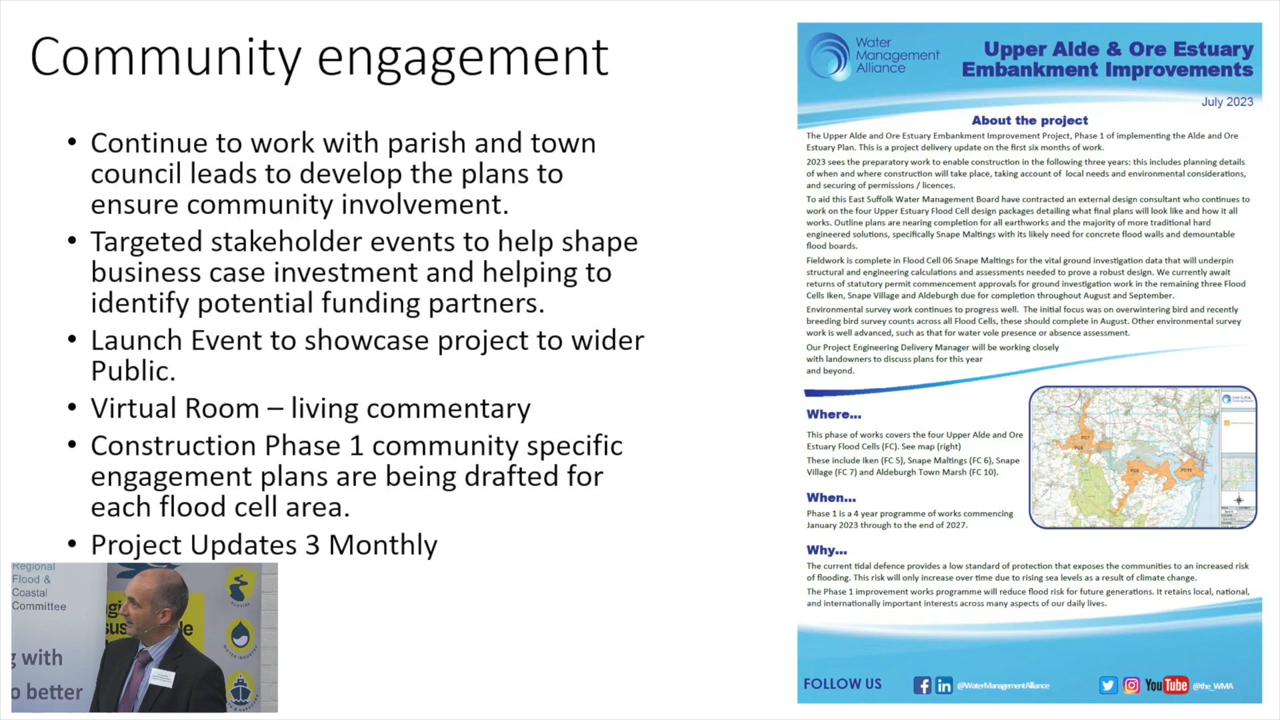 Community engagement
• Continue to work with parish and town
council leads to develop the plans to
ensure community involvement.
• Targeted stakeholder events to help shape
business case investment and helping to
identify potential funding partners.
• Launch Event to showcase project to wider
Public.
• Virtual Room – living commentary
• Construction Phase 1 community specific
engagement plans are being drafted for
each flood cell area.
• Project Updates 3 Monthly
Regional
Flood &
Coastal
Committee
g with
o better
Water
Management
Alliance
Upper Alde & Ore Estuary
Embankment Improvements
July 2023
About the project
The Upper Alde and Ore Estuary Embankment Improvement Project, Phase 1 of implementing the Alde and Ore
Estuary Plan. This is a project delivery update on the first six months of work.
2023 sees the preparatory work to enable construction in the following three years: this includes planning details
of when and where construction will take place, taking account of local needs and environmental considerations,
and securing of permissions / licences.
To aid this East Suffolk Water Management Board have contracted an external design consultant who continues to
work on the four Upper Estuary Flood Cell design packages detailing what final plans will look like and how it all
works. Outline plans are nearing completion for all earthworks and the majority of more traditional hard
engineered solutions, specifically Snape Maltings with its likely need for concrete flood walls and demountable
flood boards.
Fieldwork is complete in Flood Cell 06 Snape Maltings for the vital ground investigation data that will underpin
structural and engineering calculations and assessments needed to prove a robust design. We currently await
returns of statutory permit commencement approvals for ground investigation work in the remaining three Flood
Cells Iken, Snape Village and Aldeburgh due for completion throughout August and September.
Environmental survey work continues to progress well. The initial focus was on overwintering bird and recently
breeding bird survey counts across all Flood Cells, these should complete in August. Other environmental survey
work is well advanced, such as that for water vole presence or absence assessment.
Our Project Engineering Delivery Manager will be working closely
with landowners to discuss plans for this year
and beyond.
Where...
This phase of works covers the four Upper Alde and Ore
Estuary Flood Cells (FC). See map (right)
These include Iken (FC 5), Snape Maltings (FC 6), Snape
Village (FC 7) and Aldeburgh Town Marsh (FC 10).
When...
Phase 1 is a 4 year programme of works commencing
January 2023 through to the end of 2027.
Why...
The current tidal defence provides a low standard of protection that exposes the communities to an increased risk
of flooding. This risk will only increase over time due to rising sea levels as a result of climate change.
The Phase 1 improvement works programme will reduce flood risk for future generations. It retains local, national,
and internationally important interests across many aspects of our daily lives.
FOLLOW US
@WaterManagementAlliance
YouTube @the_WMA